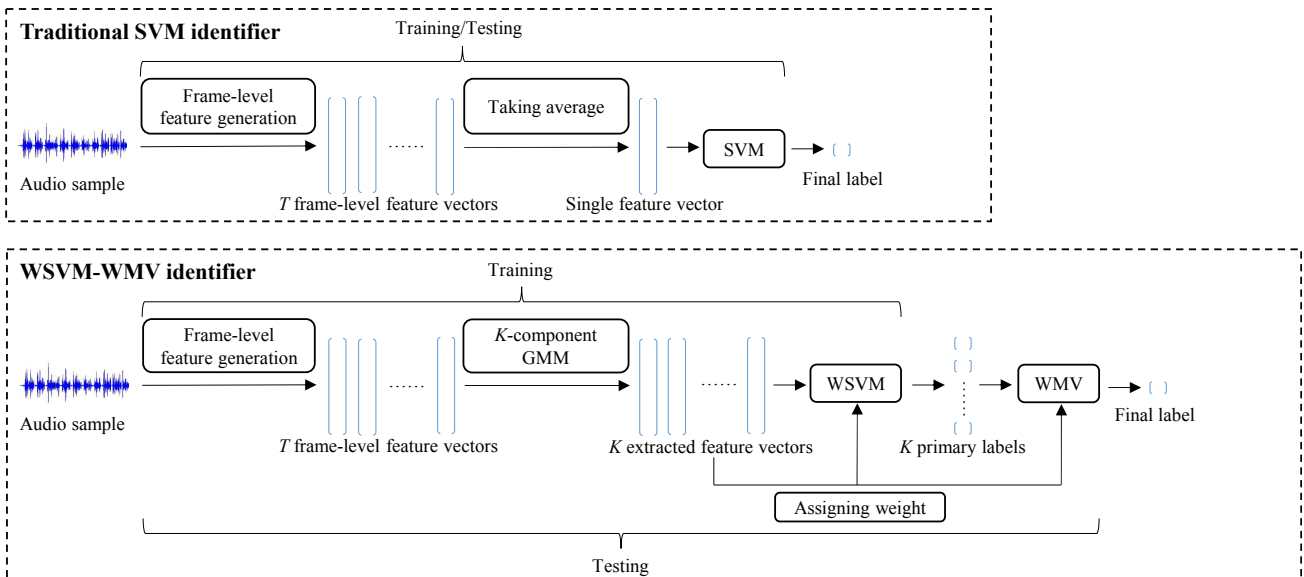 Traditional SVM identifier
Training/Testing
Frame-level
feature generation
Taking average
......
SVM
Audio sample
T frame-level feature vectors
Single feature vector
Final label
WSVM-WMV identifier
Training
Frame-level
feature generation
K-component
GMM
......
......
WSVM
......
WMV
Audio sample
T frame-level feature vectors
K extracted feature vectors
K primary labels
Final label
Assigning weight
Testing